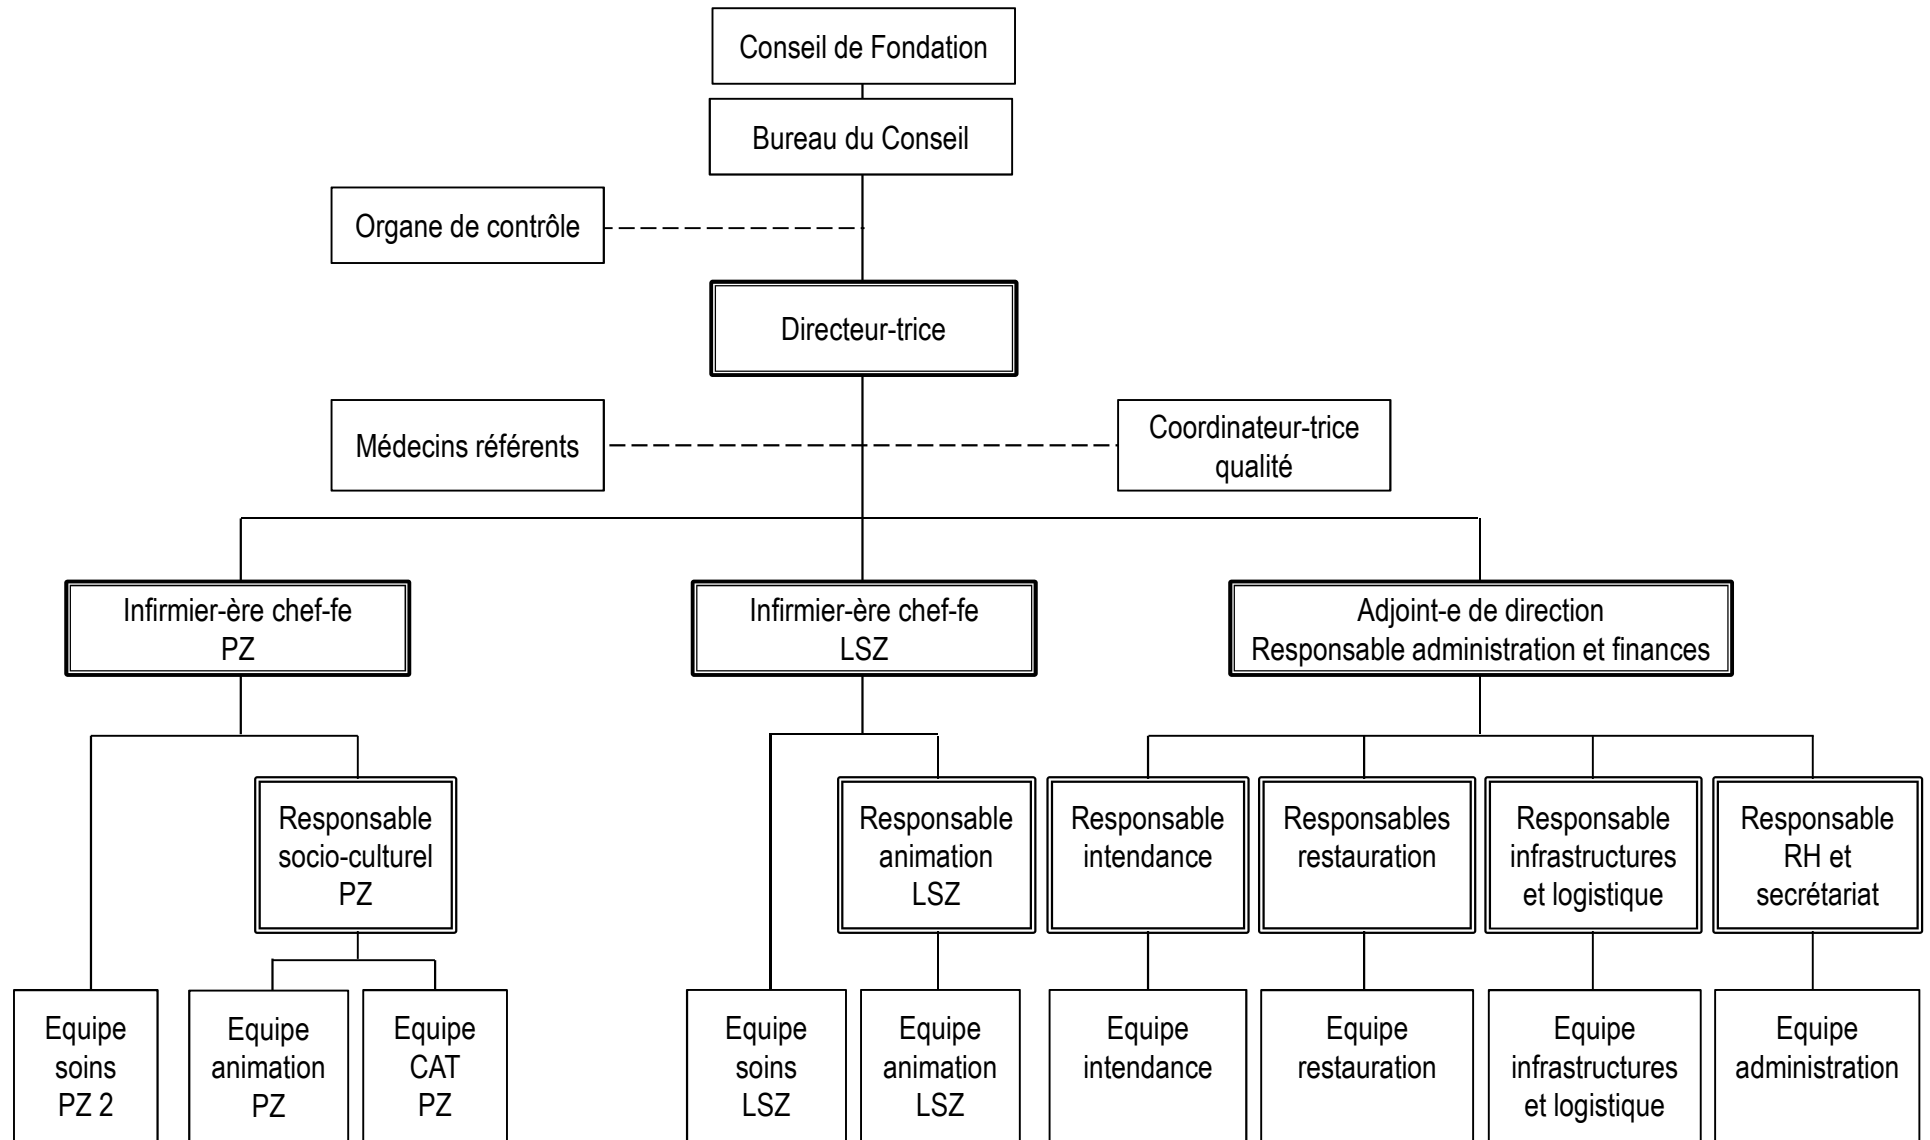 Conseil de Fondation
Bureau du Conseil
Organe de contrôle
Directeur-trice
Médecins référents
Coordinateur-trice
qualité
Infirmier-ère chef-fe
PZ
Infirmier-ère chef-fe
LSZ
Adjoint-e de direction
Responsable administration et finances
Responsable
socio-culturel
PZ
Responsable
animation
LSZ
Responsable
intendance
Responsables
restauration
Responsable
infrastructures
et logistique
Responsable
RH et
secrétariat
Equipe
soins
PZ 2
Equipe
animation
PZ
Equipe
CAT
PZ
Equipe
soins
LSZ
Equipe
animation
LSZ
Equipe
intendance
Equipe
restauration
Equipe
infrastructures
et logistique
Equipe
administration